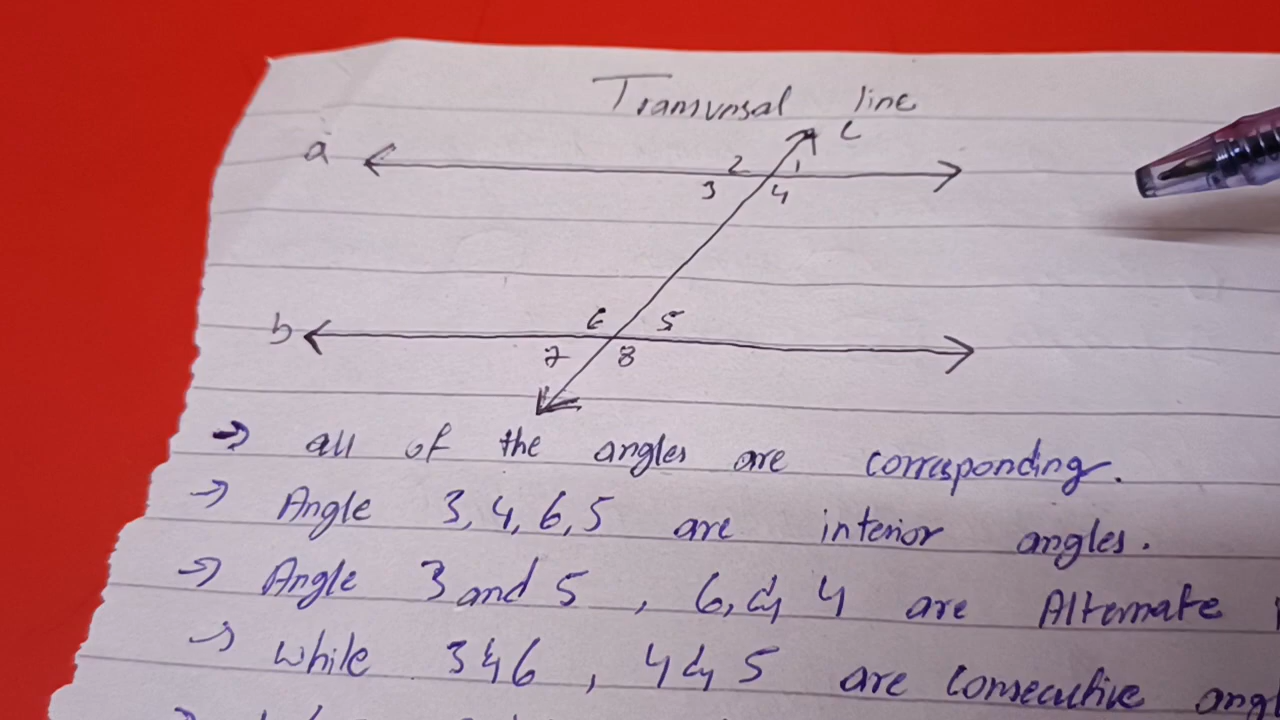 Transversal line
a
c
2 1
3 4
6 5
b
7 8
→ all of the angles are corresponding.
→ Angle 3, 4, 6, 5 are interior angles.
→ Angle 3 and 5, 6, & 4 are Alternate
→ while 3 & 6, 4 & 5 are consecutive